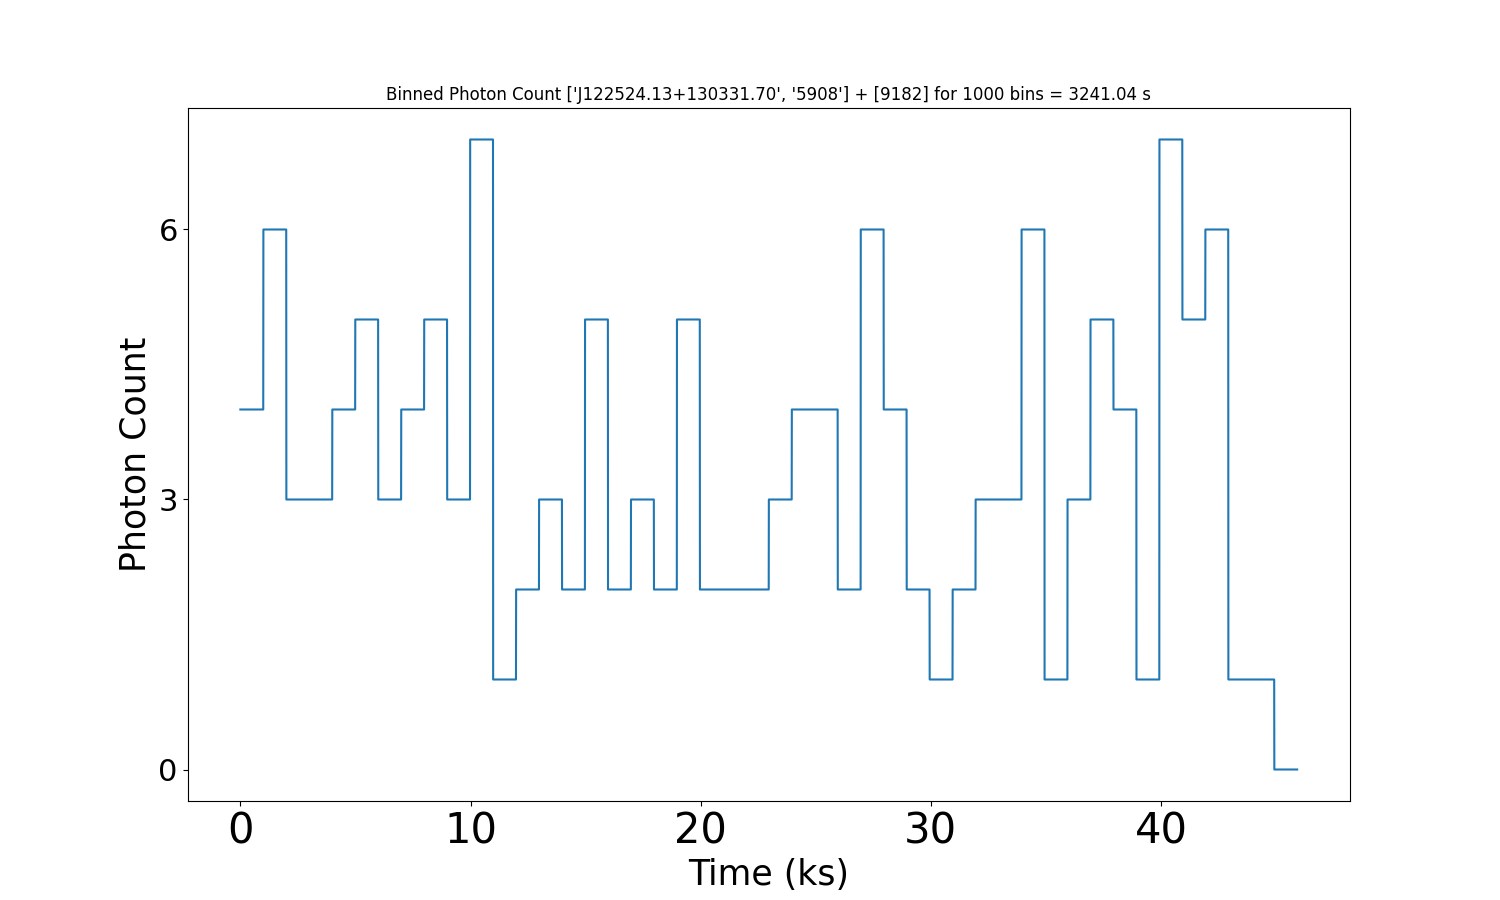 Binned Photon Count ['J122524.13+130331.70', '5908'] + [9182] for 1000 bins = 3241.04 s
6
3
0
Photon Count
0 10 20 30 40
Time (ks)